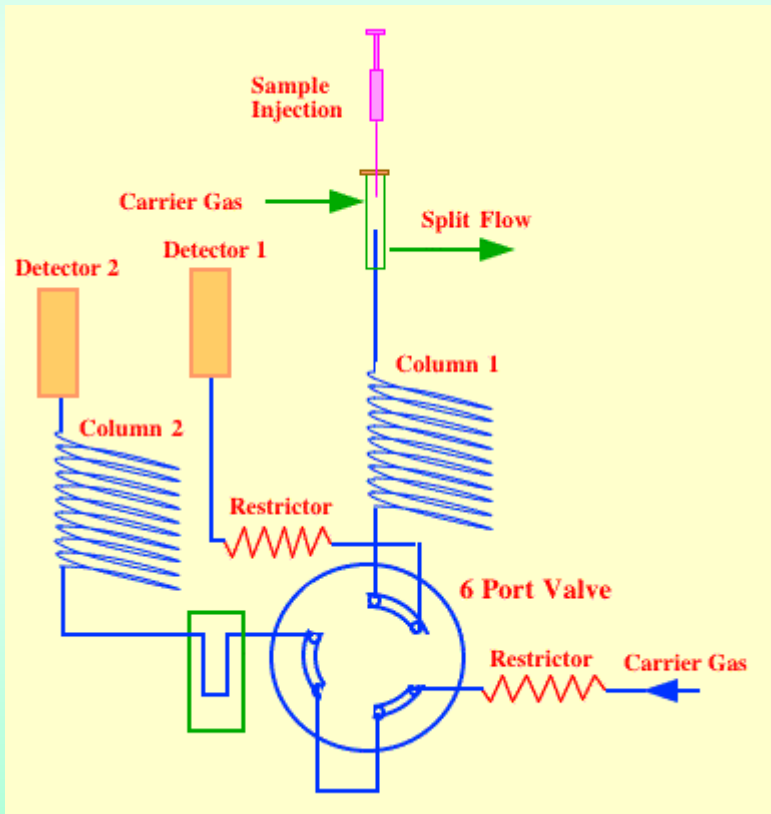 Sample
Injection
Carrier Gas
Split Flow
Detector 1
Detector 2
Column 1
Column 2
Restrictor
6 Port Valve
Restrictor
Carrier Gas